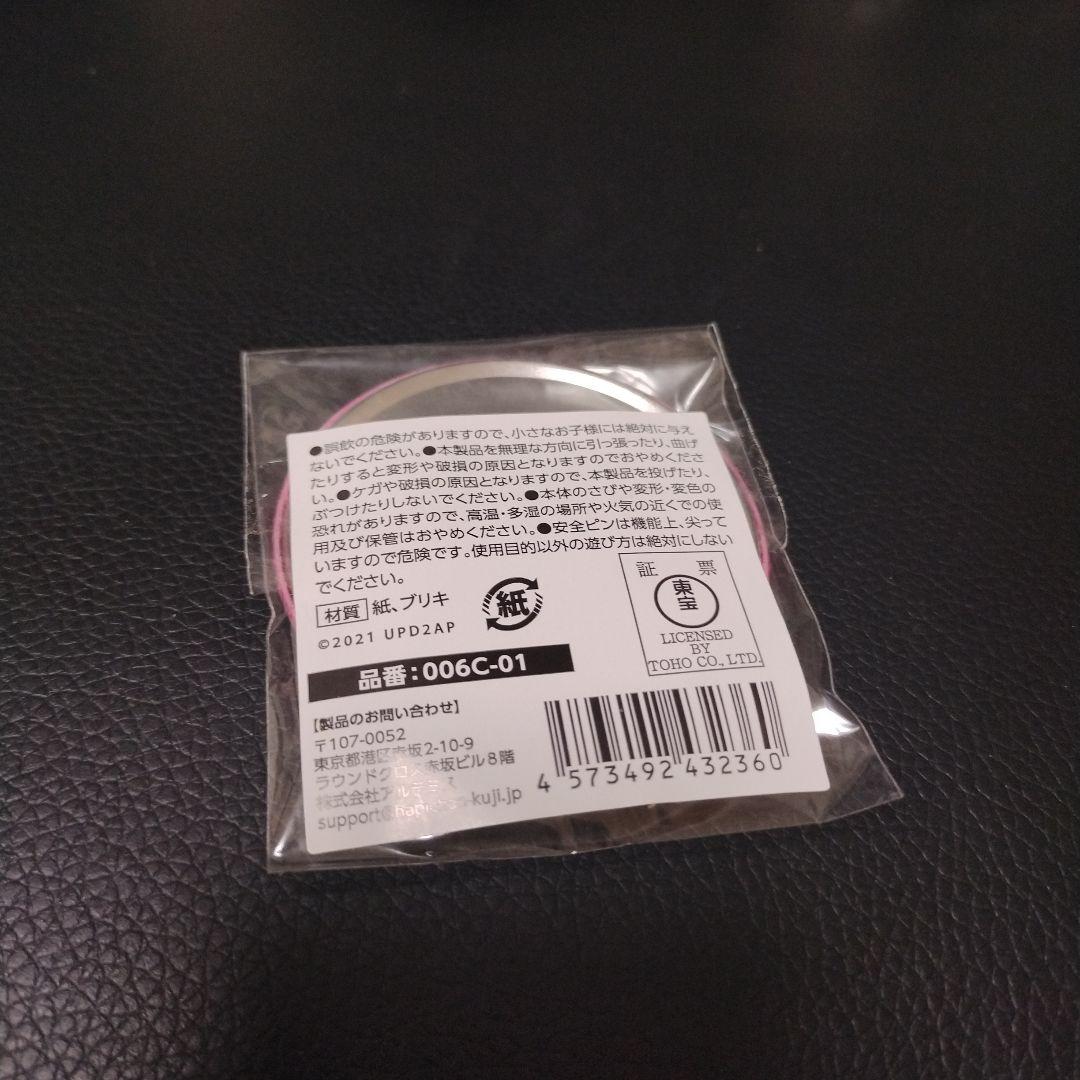 ●誤飲の危険がありますので、小さなお子様には絶対に与え
ないでください。●本製品を無理な方向に引っ張ったり、曲げ
たりすると変形や破損の原因となりますのでおやめくださ
い。●ケガや破損の原因となりますので、本製品を投げたり、
ぶつけたりしないでください。●本体のさびや変形・変色の
恐れがありますので、高温・多湿の場所や火気の近くでの使
用及び保管はおやめください。●安全ピンは機能上、尖って
いますので危険です。使用目的以外の遊び方は絶対にしない
でください。
材質 紙、ブリキ
©2021 UPD2AP
紙
証 票
東宝
LICENSED
BY
TOHO CO., LTD.
品番：006C-01
【製品のお問い合わせ】
〒107-0052
東京都港区赤坂2-10-9
ラウンドクロス赤坂ビル8階
株式会社
support@
-kuji.jp
4 573492 432360